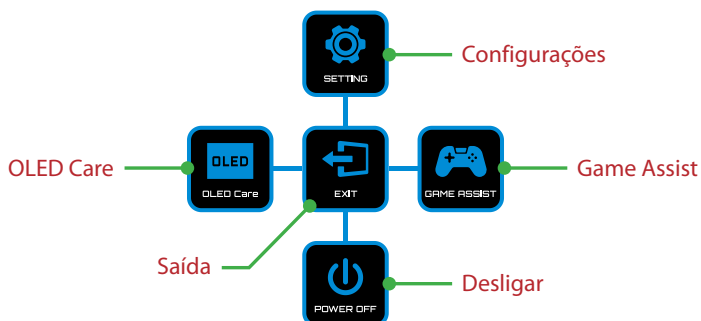 SETTING
Configurações
OLED Care
OLED
OLED Care
EXIT
GAME ASSIST
Game Assist
Saída
POWER OFF
Desligar